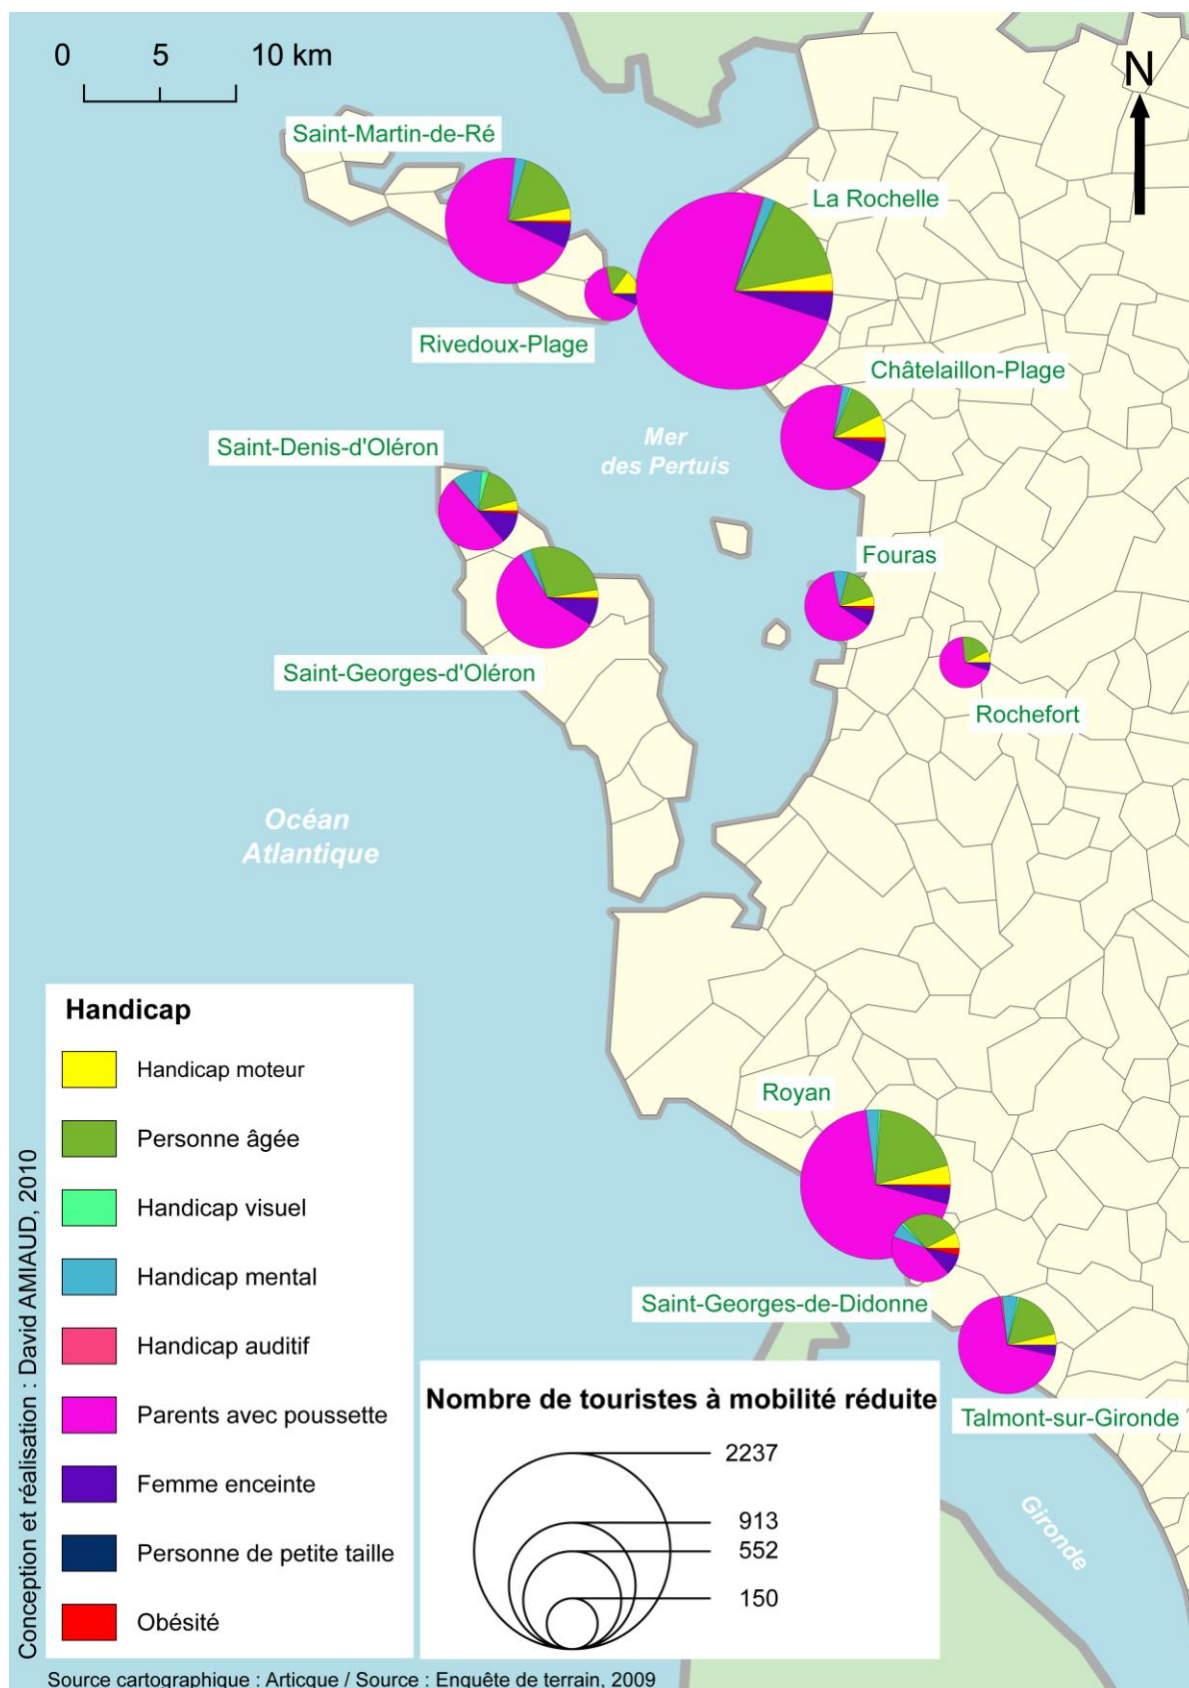 0 5 10 km
N
Saint-Martin-de-Ré
La Rochelle
Rivedoux-Plage
Châtelaillon-Plage
Saint-Denis-d'Oléron
Mer
des Pertuis
Fouras
Saint-Georges-d'Oléron
Rochefort
Océan
Atlantique
Royan
Saint-Georges-de-Didonne
Talmont-sur-Gironde
Gironde
Handicap
Handicap moteur
Personne âgée
Handicap visuel
Handicap mental
Handicap auditif
Parents avec poussette
Femme enceinte
Personne de petite taille
Obésité
Nombre de touristes à mobilité réduite
2237
913
552
150
Conception et réalisation : David AMIAUD, 2010
Source cartographique : Articque / Source : Enquête de terrain, 2009